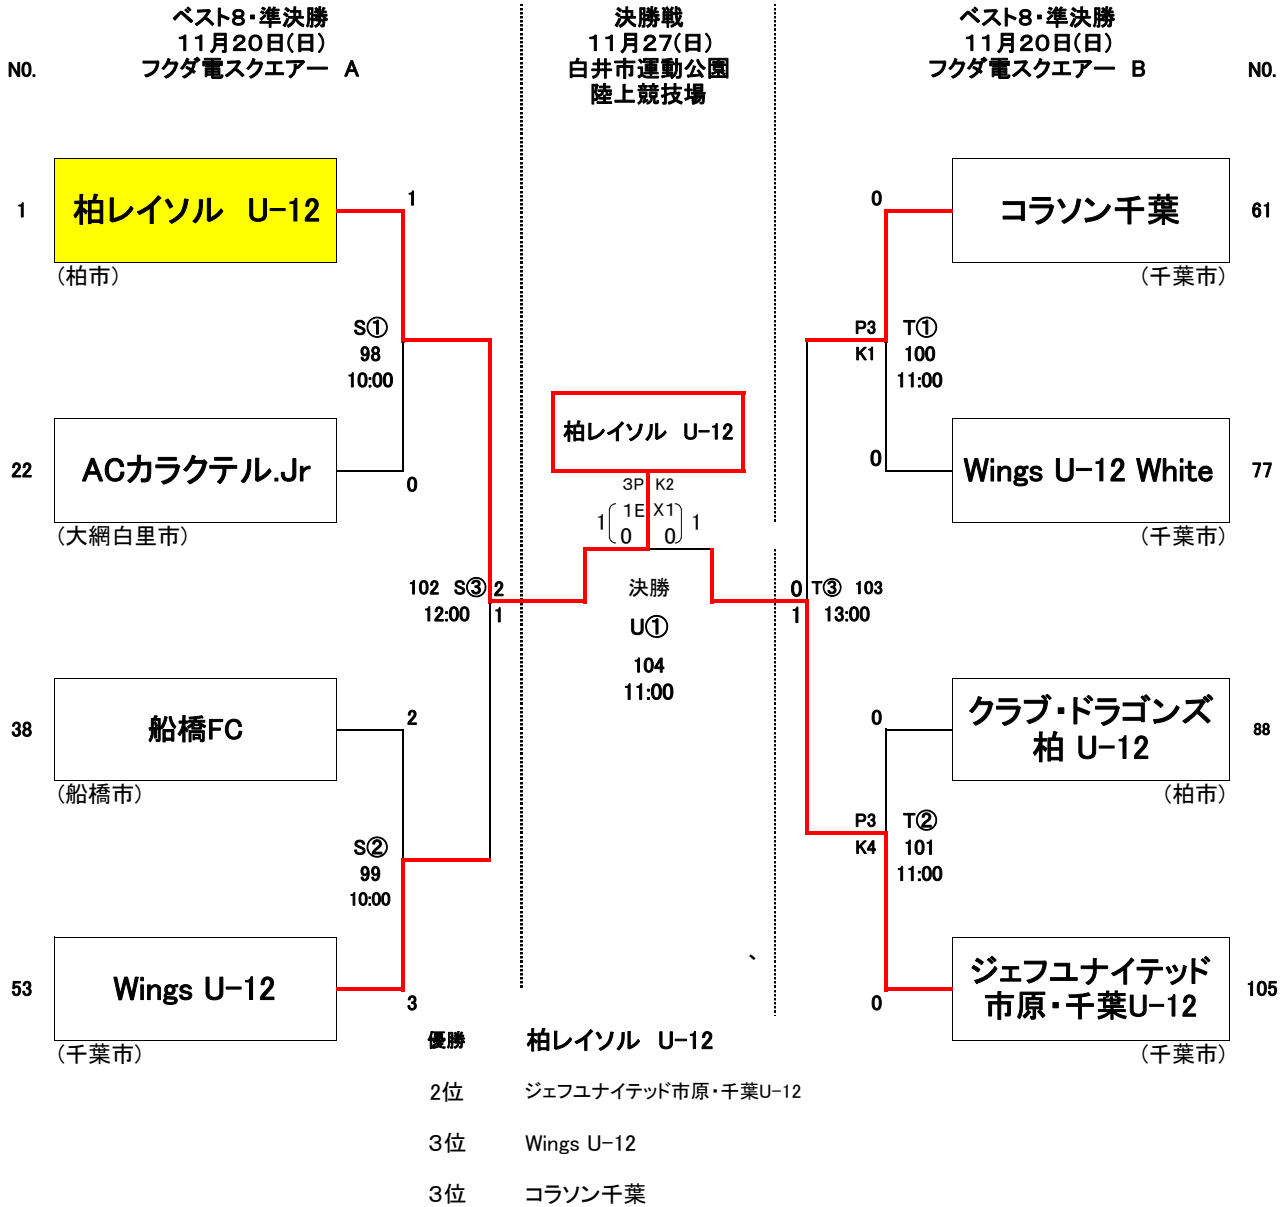 ベスト8・準決勝
11月20日(日)
フクダ電スクエアー A
NO.
決勝戦
11月27(日)
白井市運動公園
陸上競技場
ベスト8・準決勝
11月20日(日)
フクダ電スクエアー B
NO.
1
柏レイソル U-12
(柏市)
1
S①
98
10:00
22
ACカラクテル.Jr
(大網白里市)
0
102 S③ 2
12:00 1
38
船橋FC
(船橋市)
2
S②
99
10:00
53
Wings U-12
(千葉市)
3
柏レイソル U-12
3P K2
1 1E X1 1
0 0
決勝
U①
104
11:00
0
コラソン千葉
61
(千葉市)
P3 T①
K1 100
11:00
0
Wings U-12 White
77
(千葉市)
0 T③ 103
1 13:00
0
クラブ・ドラゴンズ
柏 U-12
88
(柏市)
P3 T②
K4 101
11:00
、
0
ジェフユナイテッド
市原・千葉U-12
105
(千葉市)
優勝 柏レイソル U-12
2位 ジェフユナイテッド市原・千葉U-12
3位 Wings U-12
3位 コラソン千葉